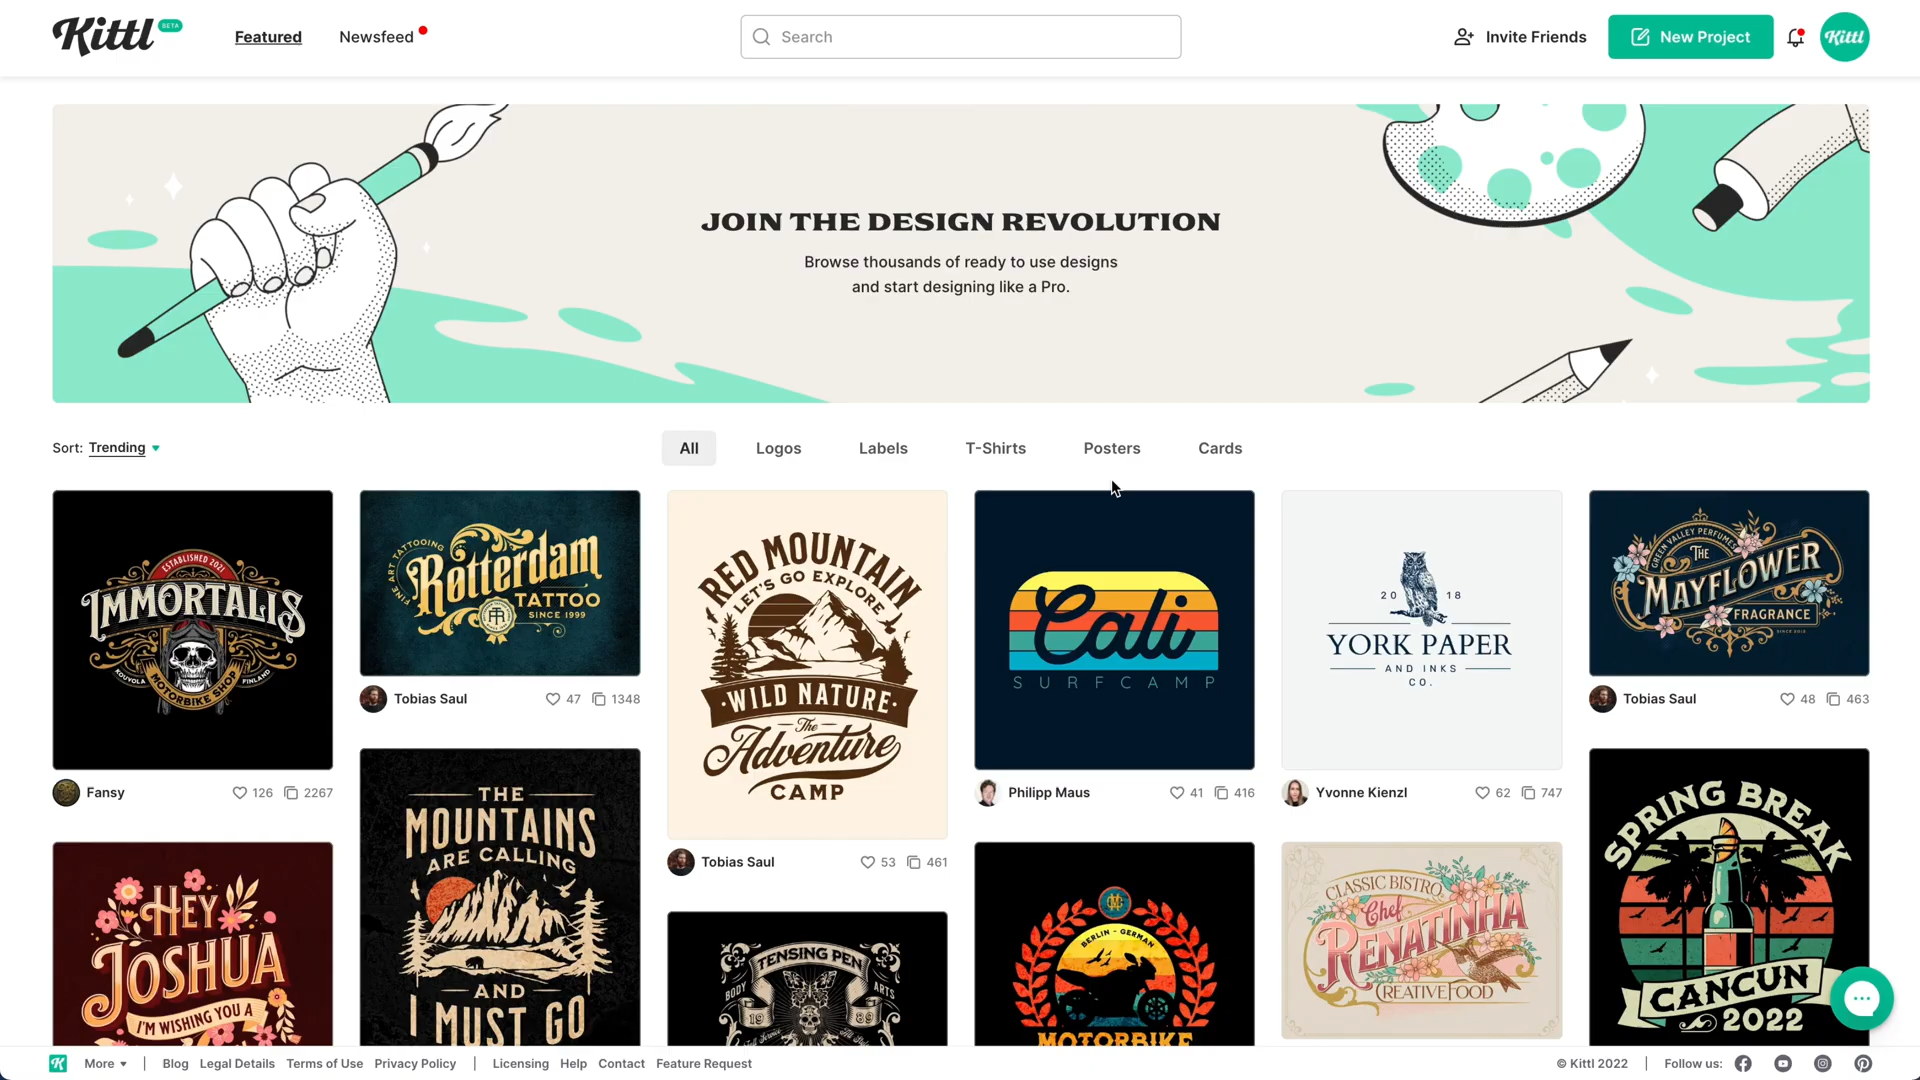 Kittl BETA
Featured
Newsfeed
Search
Invite Friends
New Project
Kittl
JOIN THE DESIGN REVOLUTION
Browse thousands of ready to use designs
and start designing like a Pro.
Sort: Trending
All
Logos
Labels
T-Shirts
Posters
Cards
ESTABLISHED 2021
IMMORTALIS
KOUVOLA
FINLAND
MOTORBIKE SHOP
Fansy
126
2267
FINE ART TATTOOING
Rotterdam
TATTOO
SINCE 1999
Tobias Saul
47
1348
RED MOUNTAIN
LET'S GO EXPLORE
WILD NATURE
The
Adventure
CAMP
Tobias Saul
53
461
Cali
SURFCAMP
Philipp Maus
41
416
20 18
YORK PAPER
AND INKS
CO.
Yvonne Kienzl
62
747
GREEN VALLEY PERFUMES
THE
MAYFLOWER
FRAGRANCE
Tobias Saul
48
463
HEY
JOSHUA
I'M WISHING YOU A
THE
MOUNTAINS
ARE CALLING
AND
I MUST GO
TENSING PEN
BODY
ARTS
19 89
BERLIN - GERMAN
MOTORBIKE
CLASSIC BISTRO
Chef
RENATINHA
CREATIVE FOOD
SPRING BREAK
CANCUN
2022
K
More
Blog
Legal Details
Terms of Use
Privacy Policy
Licensing
Help
Contact
Feature Request
© Kittl 2022
Follow us: